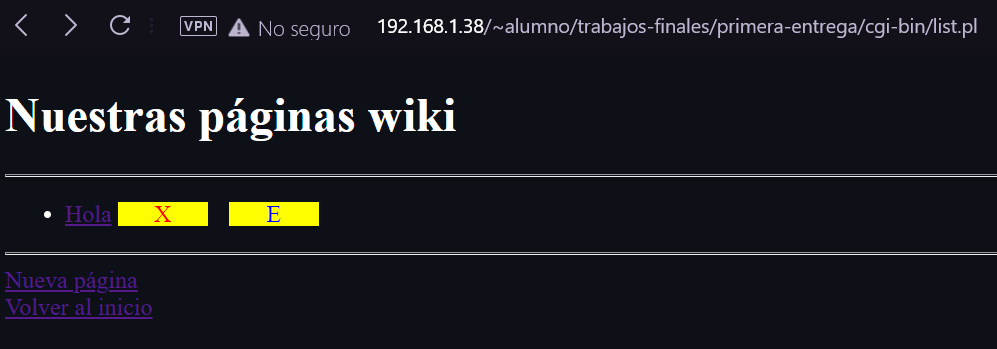 VPN No seguro 192.168.1.38/~alumno/trabajos-finales/primera-entrega/cgi-bin/list.pl
Nuestras páginas wiki
Hola X E
Nueva página
Volver al inicio